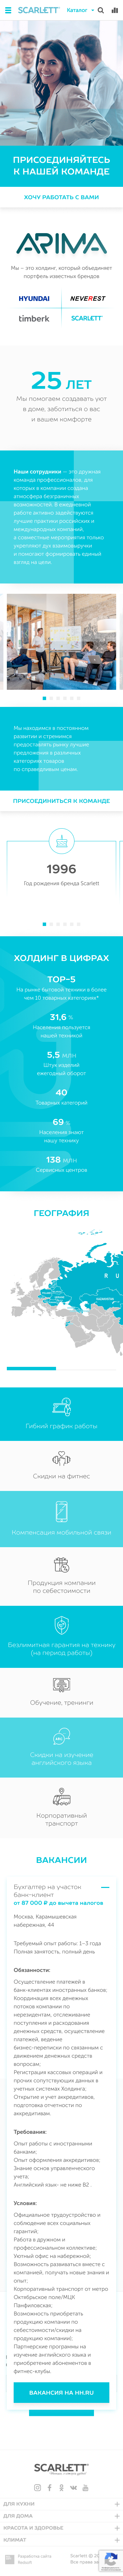 SCARLETT
Каталог
ПРИСОЕДИНЯЙТЕСЬ
К НАШЕЙ КОМАНДЕ
ХОЧУ РАБОТАТЬ С ВАМИ
ARIMA
Мы – это холдинг, который объединяет
портфель известных брендов
HYUNDAI
NEVEREST
timberk
SCARLETT
25 ЛЕТ
Мы помогаем создавать уют
в доме, заботиться о вас
и вашем комфорте
Наши сотрудники — это дружная
команда профессионалов, для
которых в компании создана
атмосфера безграничных
возможностей. В ежедневной
работе активно задействуются
лучшие практики российских и
международных компаний,
а совместные мероприятия только
укрепляют дух взаимовыручки
и помогают формировать единый
взгляд на цели.
Мы находимся в постоянном
развитии и стремимся
предоставлять рынку лучшие
предложения в различных
категориях товаров
по справедливым ценам.
ПРИСОЕДИНИТЬСЯ К КОМАНДЕ
1996
Год рождения бренда Scarlett
ХОЛДИНГ В ЦИФРАХ
TOP–5
На рынке бытовой техники в более
чем 10 товарных категориях*
31,6 %
Населения пользуется
нашей техникой
5.5 МЛН
Штук изделий
ежегодный оборот
40
Товарных категорий
69 %
Населения знают
нашу технику
138 МЛН
Сервисных центров
ГЕОГРАФИЯ
R U
Гибкий график работы
Скидки на фитнес
Компенсация мобильной связи
Продукция компании
по себестоимости
Безлимитная гарантия на технику
(на период работы)
Обучение, тренинги
Скидки на изучение
английского языка
Корпоративный
транспорт
ВАКАНСИИ
Бухгалтер на участок
банк-клиент
от 87 000 ₽ до вычета налогов
Москва, Карамышевская
набережная, 44
Требуемый опыт работы: 1–3 года
Полная занятость, полный день
Обязанности:
Осуществление платежей в
банк-клиентах иностранных банков;
Координация всех денежных
потоков компании по
нерезидентам, отслеживание
поступления и расходования
денежных средств, осуществление
платежей, ведение
бизнес-переписки по связанным с
движением денежных средств
вопросам;
Регистрация кассовых операций и
прочих операций компании в
учетных системах Холдинга;
Открытие и учет аккредитивов,
подготовка отчетности по
аккредитивам.
Требования:
Опыт работы с иностранными
банками;
Опыт оформления аккредитивов;
Знание основ управленческого
учета;
Английский язык- не ниже B2 .
Условия:
Официальное трудоустройство и
соблюдение всех социальных
гарантий;
Работа в дружном и
профессиональном коллективе;
Уютный офис на набережной;
Возможность развиваться вместе с
компанией, получать новые знания и
опыт;
Корпоративный транспорт от метро
Октябрьское поле/МЦК
Панфиловская;
Возможность приобретать
продукцию компании по
себестоимости/скидки на
продукцию компании);
Партнерские программы на
изучение английского языка и
приобретение абонементов в
фитнес-клубы.
ВАКАНСИЯ НА HH.RU
SCARLETT
ДЛЯ КУХНИ
ДЛЯ ДОМА
КРАСОТА И ЗДОРОВЬЕ
КЛИМАТ
Разработка сайта
Scarlett © 20
Все права за